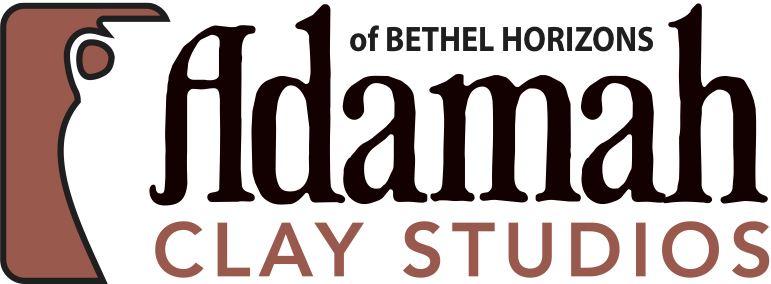 of BETHEL HORIZONS
Adamah
CLAY STUDIOS